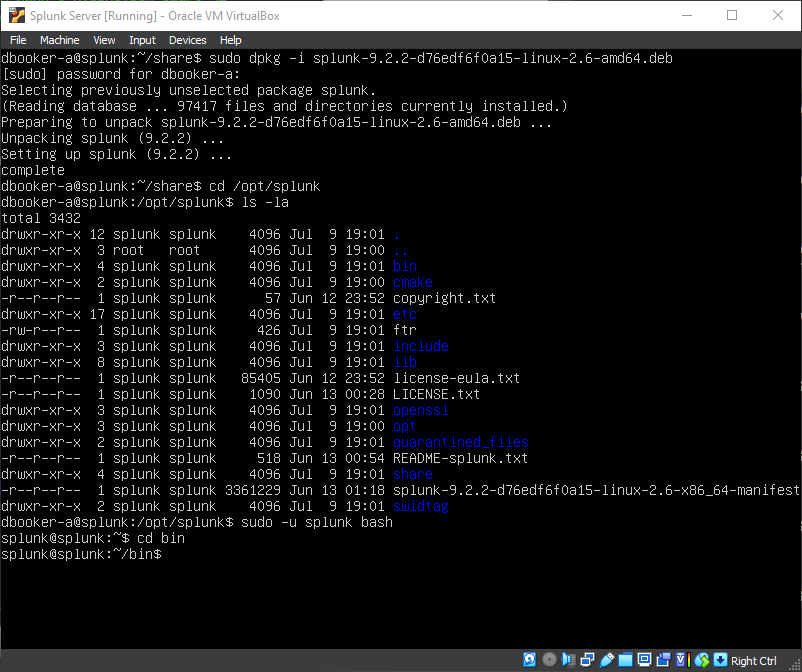 Splunk Server [Running] - Oracle VM VirtualBox
File Machine View Input Devices Help
dbooker-a@splunk:~/share$ sudo dpkg -i splunk-9.2.2-d76edf6f0a15-linux-2.6-amd64.deb
[sudo] password for dbooker-a:
Selecting previously unselected package splunk.
(Reading database ... 97417 files and directories currently installed.)
Preparing to unpack splunk-9.2.2-d76edf6f0a15-linux-2.6-amd64.deb ...
Unpacking splunk (9.2.2) ...
Setting up splunk (9.2.2) ...
complete
dbooker-a@splunk:~/share$ cd /opt/splunk
dbooker-a@splunk:/opt/splunk$ ls -la
total 3432
drwxr-xr-x 12 splunk splunk    4096 Jul  9 19:01 .
drwxr-xr-x  3 root   root      4096 Jul  9 19:00 ..
drwxr-xr-x  4 splunk splunk    4096 Jul  9 19:01 bin
drwxr-xr-x  2 splunk splunk    4096 Jul  9 19:00 cmake
-r--r--r--  1 splunk splunk      57 Jun 12 23:52 copyright.txt
drwxr-xr-x 17 splunk splunk    4096 Jul  9 19:01 etc
-rw-r--r--  1 splunk splunk     426 Jul  9 19:01 ftr
drwxr-xr-x  3 splunk splunk    4096 Jul  9 19:01 include
drwxr-xr-x  8 splunk splunk    4096 Jul  9 19:01 lib
-r--r--r--  1 splunk splunk   85405 Jun 12 23:52 license-eula.txt
-r--r--r--  1 splunk splunk    1090 Jun 13 00:28 LICENSE.txt
drwxr-xr-x  3 splunk splunk    4096 Jul  9 19:01 openssl
drwxr-xr-x  3 splunk splunk    4096 Jul  9 19:00 opt
drwxr-xr-x  2 splunk splunk    4096 Jul  9 19:01 quarantined_files
-r--r--r--  1 splunk splunk     518 Jun 13 00:54 README-splunk.txt
drwxr-xr-x  4 splunk splunk    4096 Jul  9 19:01 share
-r--r--r--  1 splunk splunk 3361229 Jun 13 01:18 splunk-9.2.2-d76edf6f0a15-linux-2.6-x86_64-manifest
drwxr-xr-x  2 splunk splunk    4096 Jul  9 19:01 swidtag
dbooker-a@splunk:/opt/splunk$ sudo -u splunk bash
splunk@splunk:~$ cd bin
splunk@splunk:~/bin$
Right Ctrl